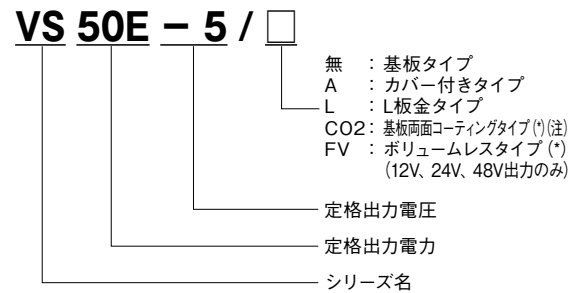 VS 50E － 5 / □
無 ：基板タイプ
A ：カバー付きタイプ
L ：L板金タイプ
CO2：基板両面コーティングタイプ(*)(注)
FV ：ボリュームレスタイプ(*)
(12V、24V、48V出力のみ)
定格出力電圧
定格出力電力
シリーズ名